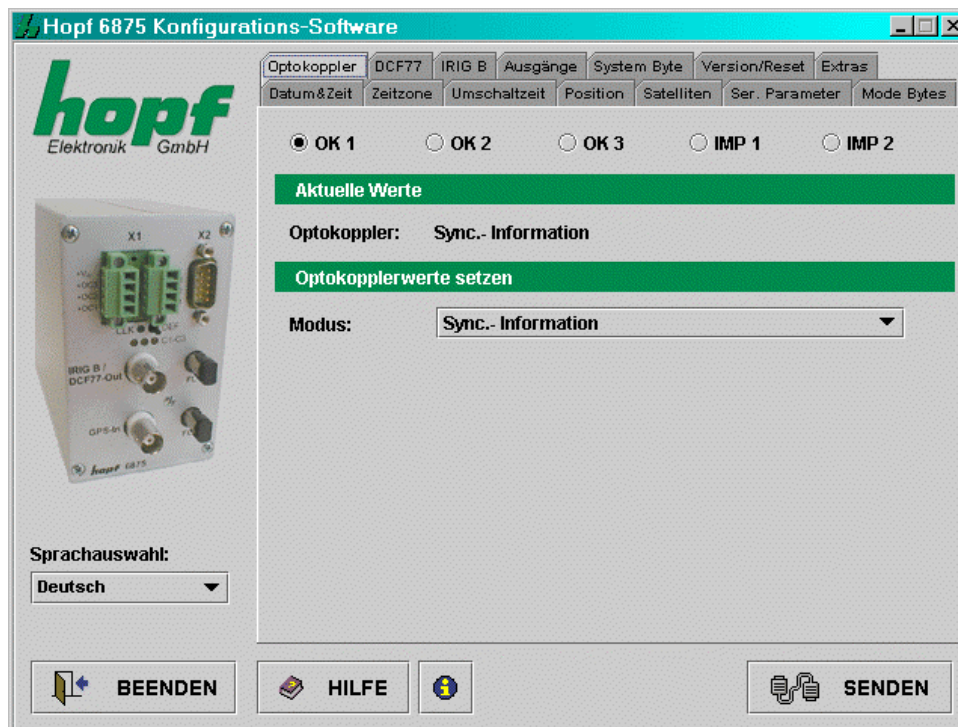 Hopf 6875 Konfigurations-Software
hopf
Elektronik GmbH
Optokoppler DCF77 IRIG B Ausgänge System Byte Version/Reset Extras
Datum&Zeit Zeitzone Umschaltzeit Position Satelliten Ser. Parameter Mode Bytes
OK 1 OK 2 OK 3 IMP 1 IMP 2
Aktuelle Werte
Optokoppler: Sync.- Information
Optokopplerwerte setzen
Modus: Sync.- Information
X1 X2
C1-C3
IRIG B /
DCF77-Out
GPS-In
hopf 6875
Sprachauswahl:
Deutsch
BEENDEN HILFE SENDEN